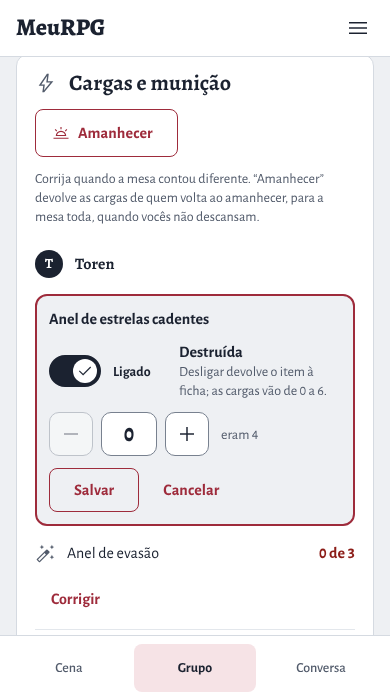 MeuRPG
Cargas e munição
Amanhecer
Corrija quando a mesa contou diferente. “Amanhecer”
devolve as cargas de quem volta ao amanhecer, para a
mesa toda, quando vocês não descansam.
T Toren
Anel de estrelas cadentes
Ligado
Destruída
Desligar devolve o item à
ficha; as cargas vão de 0 a 6.
0 eram 4
Salvar Cancelar
Anel de evasão 0 de 3
Corrigir
Cena Grupo Conversa